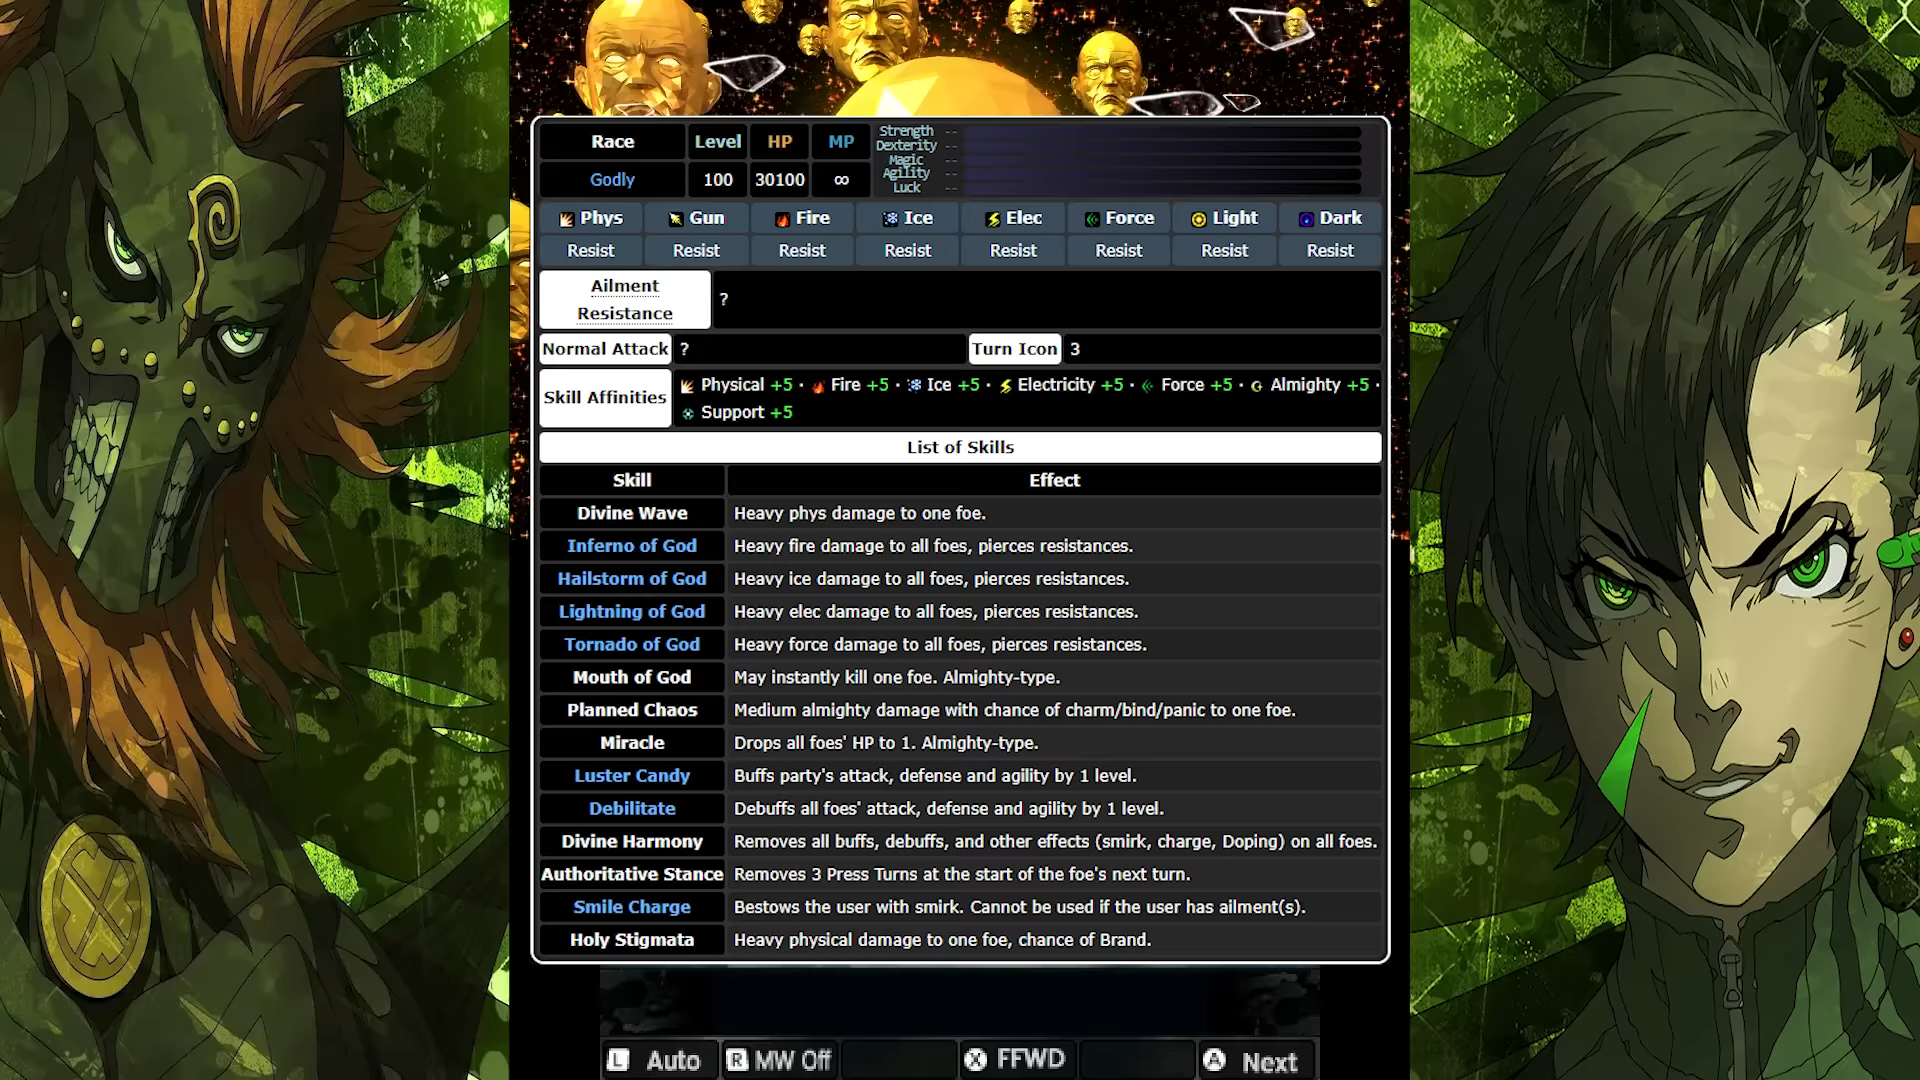 Race Level HP MP
Godly 100 30100 ∞
Strength --
Dexterity --
Magic --
Agility --
Luck --
Phys Gun Fire Ice Elec Force Light Dark
Resist Resist Resist Resist Resist Resist Resist Resist
Ailment
Resistance
?
Normal Attack ? Turn Icon 3
Skill Affinities
Physical +5 · Fire +5 · Ice +5 · Electricity +5 · Force +5 · Almighty +5 ·
Support +5
List of Skills
Skill Effect
Divine Wave Heavy phys damage to one foe.
Inferno of God Heavy fire damage to all foes, pierces resistances.
Hailstorm of God Heavy ice damage to all foes, pierces resistances.
Lightning of God Heavy elec damage to all foes, pierces resistances.
Tornado of God Heavy force damage to all foes, pierces resistances.
Mouth of God May instantly kill one foe. Almighty-type.
Planned Chaos Medium almighty damage with chance of charm/bind/panic to one foe.
Miracle Drops all foes' HP to 1. Almighty-type.
Luster Candy Buffs party's attack, defense and agility by 1 level.
Debilitate Debuffs all foes' attack, defense and agility by 1 level.
Divine Harmony Removes all buffs, debuffs, and other effects (smirk, charge, Doping) on all foes.
Authoritative Stance Removes 3 Press Turns at the start of the foe's next turn.
Smile Charge Bestows the user with smirk. Cannot be used if the user has ailment(s).
Holy Stigmata Heavy physical damage to one foe, chance of Brand.
L Auto R MW Off X FFWD A Next